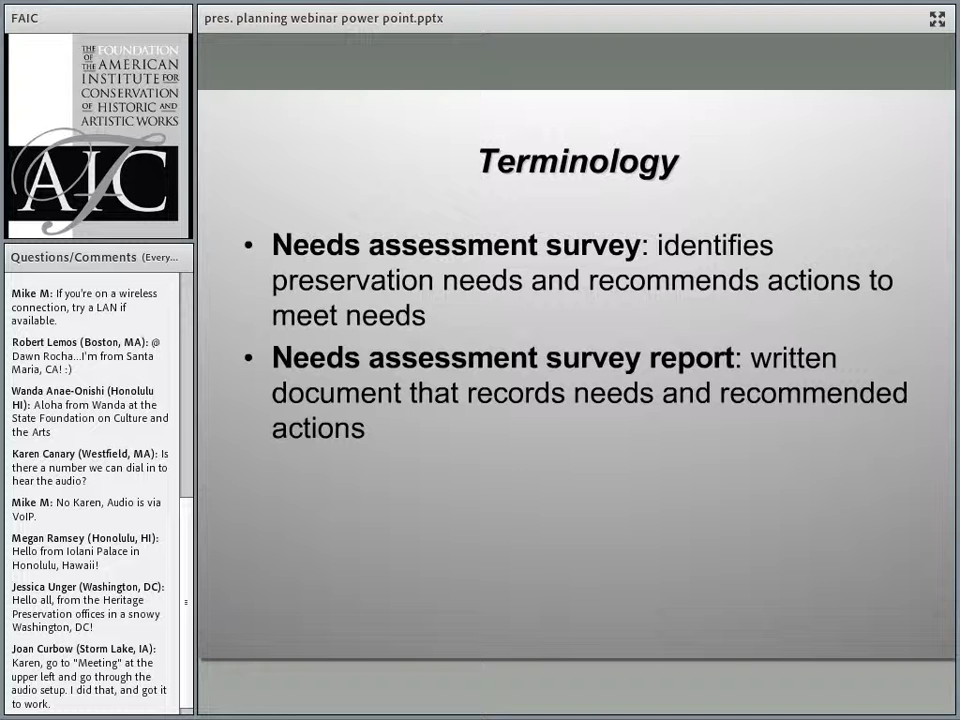 FAIC
THE FOUNDATION
OF THE AMERICAN
INSTITUTE FOR
CONSERVATION
OF HISTORIC AND
ARTISTIC WORKS
FAIC
Questions/Comments (Every...
Mike M: If you're on a wireless
connection, try a LAN if
available.
Robert Lemos (Boston, MA): @
Dawn Rocha...I'm from Santa
Maria, CA! :)
Wanda Anae-Onishi (Honolulu
HI): Aloha from Wanda at the
State Foundation on Culture and
the Arts
Karen Canary (Westfield, MA): Is
there a number we can dial in to
hear the audio?
Mike M: No Karen, Audio is via
VoIP.
Megan Ramsey (Honolulu, HI):
Hello from Iolani Palace in
Honolulu, Hawaii!
Jessica Unger (Washington, DC):
Hello all, from the Heritage
Preservation offices in a snowy
Washington, DC!
Joan Curbow (Storm Lake, IA):
Karen, go to "Meeting" at the
upper left and go through the
audio setup. I did that, and got it
to work.
pres. planning webinar power point.pptx
Terminology
• Needs assessment survey: identifies
preservation needs and recommends actions to
meet needs
• Needs assessment survey report: written
document that records needs and recommended
actions